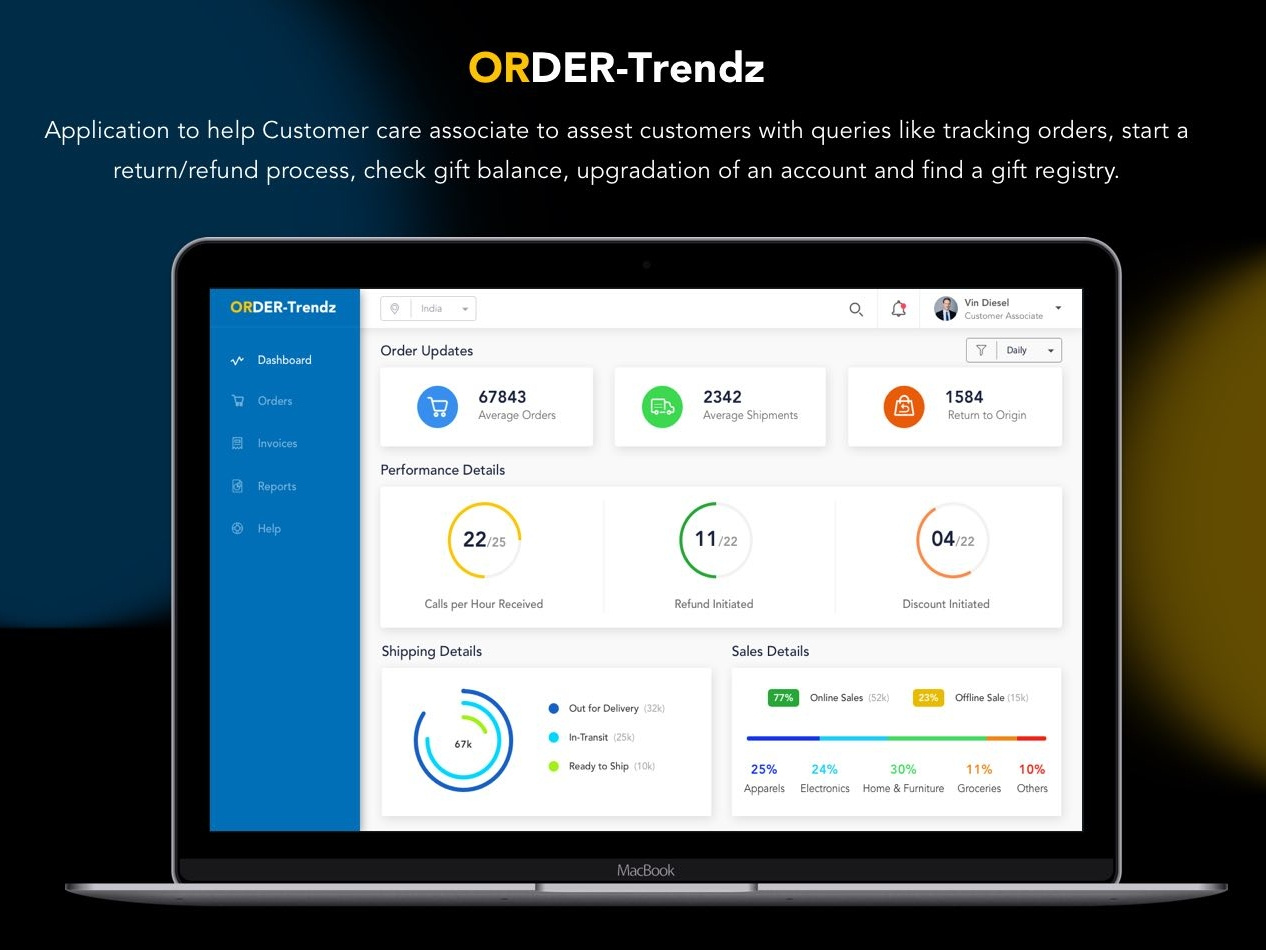 ORDER-Trendz
Application to help Customer care associate to assest customers with queries like tracking orders, start a
return/refund process, check gift balance, upgradation of an account and find a gift registry.
ORDER-Trendz
India
Vin Diesel
Customer Associate
Dashboard
Orders
Invoices
Reports
Help
Order Updates
Daily
67843
Average Orders
2342
Average Shipments
1584
Return to Origin
Performance Details
22/25
Calls per Hour Received
11/22
Refund Initiated
04/22
Discount Initiated
Shipping Details
67k
Out for Delivery (32k)
In-Transit (25k)
Ready to Ship (10k)
Sales Details
77% Online Sales (52k) 23% Offline Sale (15k)
25% 24% 30% 11% 10%
Apparels Electronics Home & Furniture Groceries Others
MacBook